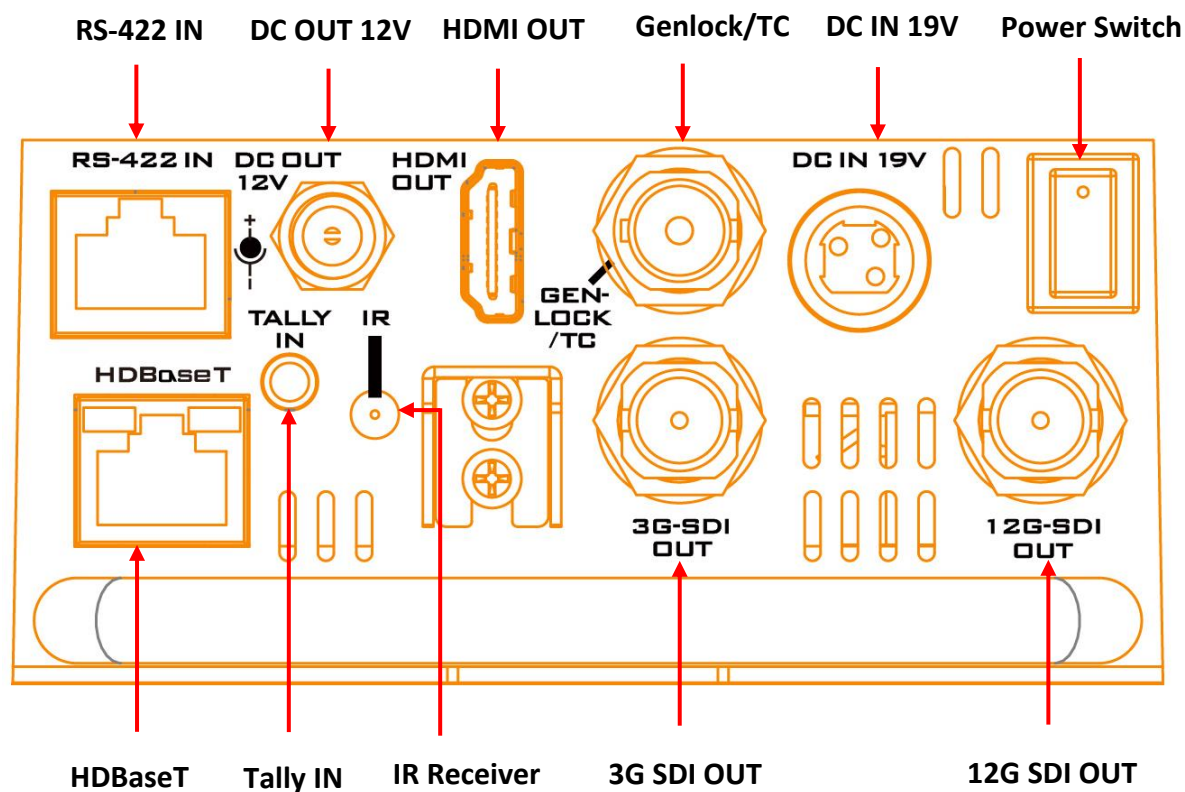 RS-422 IN
DC OUT 12V
HDMI OUT
Genlock/TC
DC IN 19V
Power Switch
RS-422 IN
DC OUT
12V
HDMI
OUT
DC IN 19V
+
-
GEN-
LOCK
/TC
TALLY
IN
IR
HDBaseT
3G-SDI
OUT
12G-SDI
OUT
HDBaseT
Tally IN
IR Receiver
3G SDI OUT
12G SDI OUT